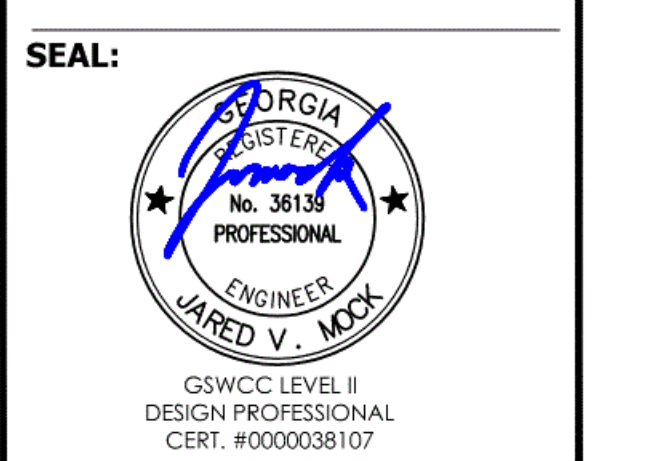 SEAL:
GEORGIA
REGISTERED
No. 36139
PROFESSIONAL
ENGINEER
JARED V. MOCK
GSWCC LEVEL II
DESIGN PROFESSIONAL
CERT. #0000038107